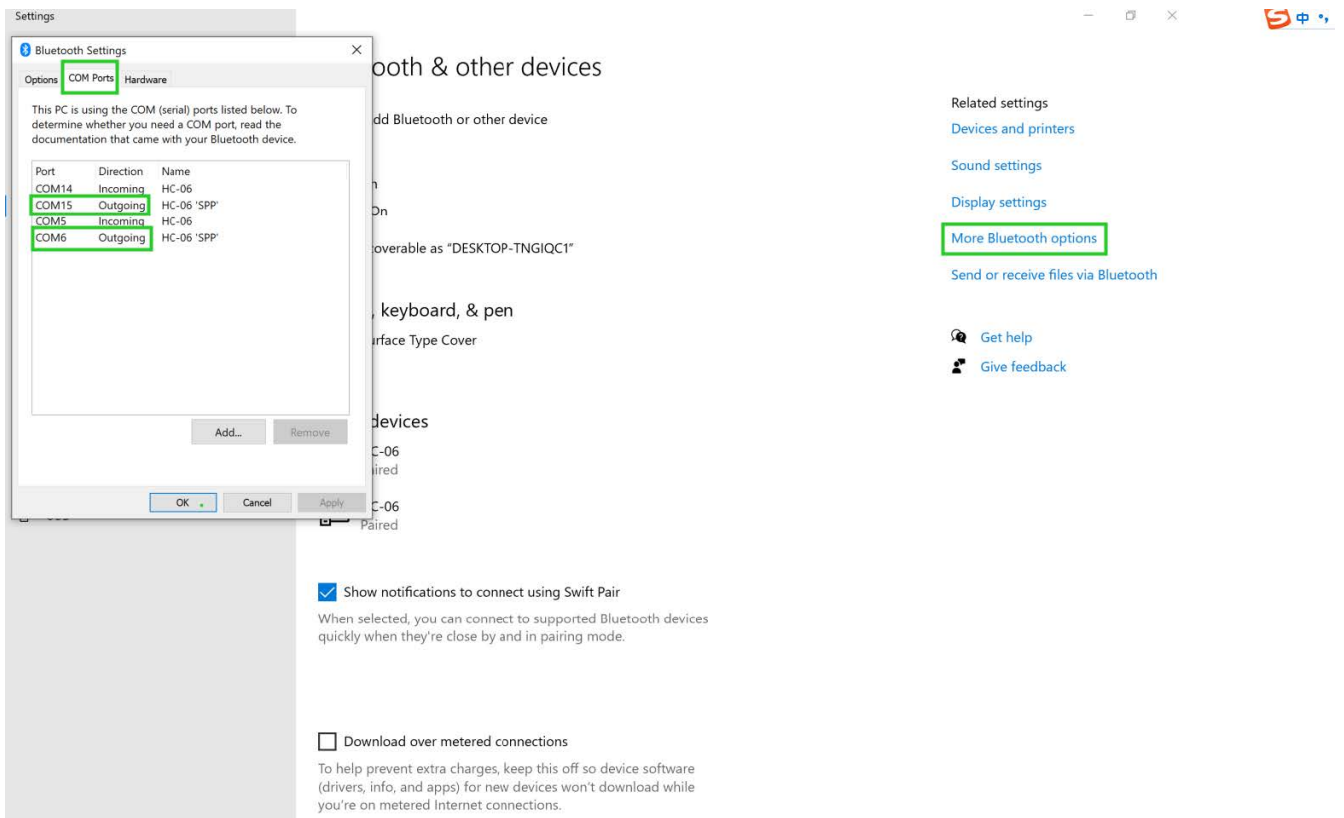 Settings
Bluetooth Settings
Options COM Ports Hardware
This PC is using the COM (serial) ports listed below. To
determine whether you need a COM port, read the
documentation that came with your Bluetooth device.
Port Direction Name
COM14 Incoming HC-06
COM15 Outgoing HC-06 'SPP'
COM5 Incoming HC-06
COM6 Outgoing HC-06 'SPP'
Add... Remove
OK Cancel Apply
ooth & other devices
dd Bluetooth or other device
n
On
coverable as "DESKTOP-TNGIQC1"
, keyboard, & pen
urface Type Cover
devices
C-06
aired
C-06
Paired
Show notifications to connect using Swift Pair
When selected, you can connect to supported Bluetooth devices
quickly when they're close by and in pairing mode.
Download over metered connections
To help prevent extra charges, keep this off so device software
(drivers, info, and apps) for new devices won't download while
you're on metered Internet connections.
Related settings
Devices and printers
Sound settings
Display settings
More Bluetooth options
Send or receive files via Bluetooth
Get help
Give feedback
S 中